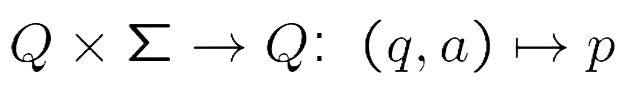 Q × Σ → Q: (q, a) ↦ p